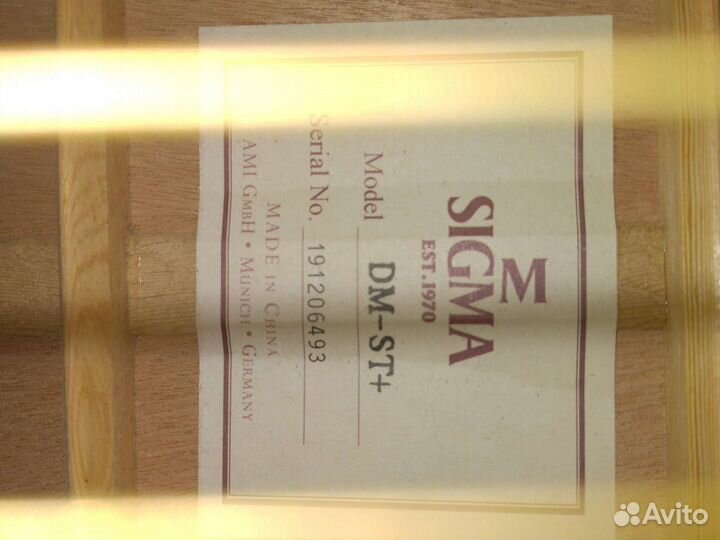 SIGMA
EST.1970
Model DM-ST+
Serial No. 191206493
MADE IN CHINA
AMI GMBH • MUNICH • GERMANY
Avito